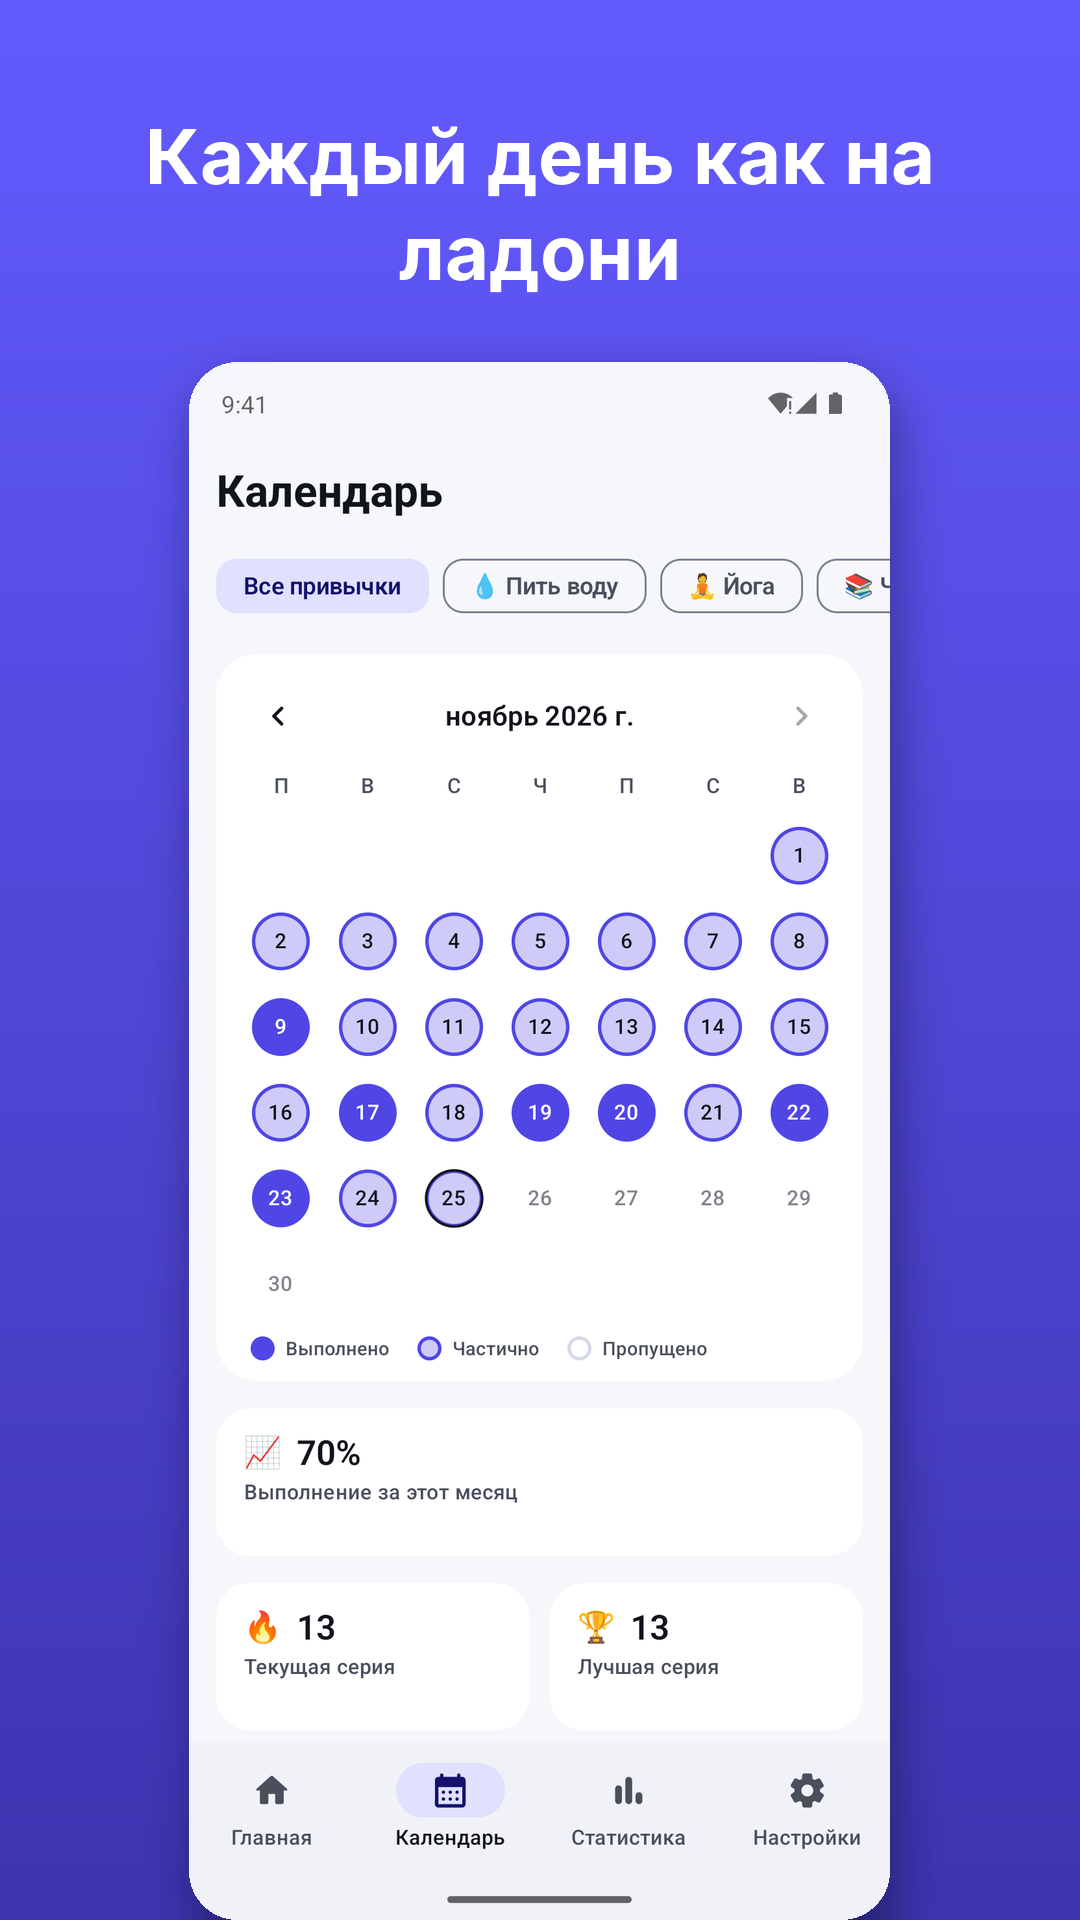 Каждый день как на
ладони
9:41
Календарь
Все привычки
💧 Пить воду
🧘 Йога
📚 Ч
ноябрь 2026 г.
П В С Ч П С В
1
2 3 4 5 6 7 8
9 10 11 12 13 14 15
16 17 18 19 20 21 22
23 24 25 26 27 28 29
30
Выполнено Частично Пропущено
📈 70%
Выполнение за этот месяц
🔥 13
Текущая серия
🏆 13
Лучшая серия
Главная Календарь Статистика Настройки